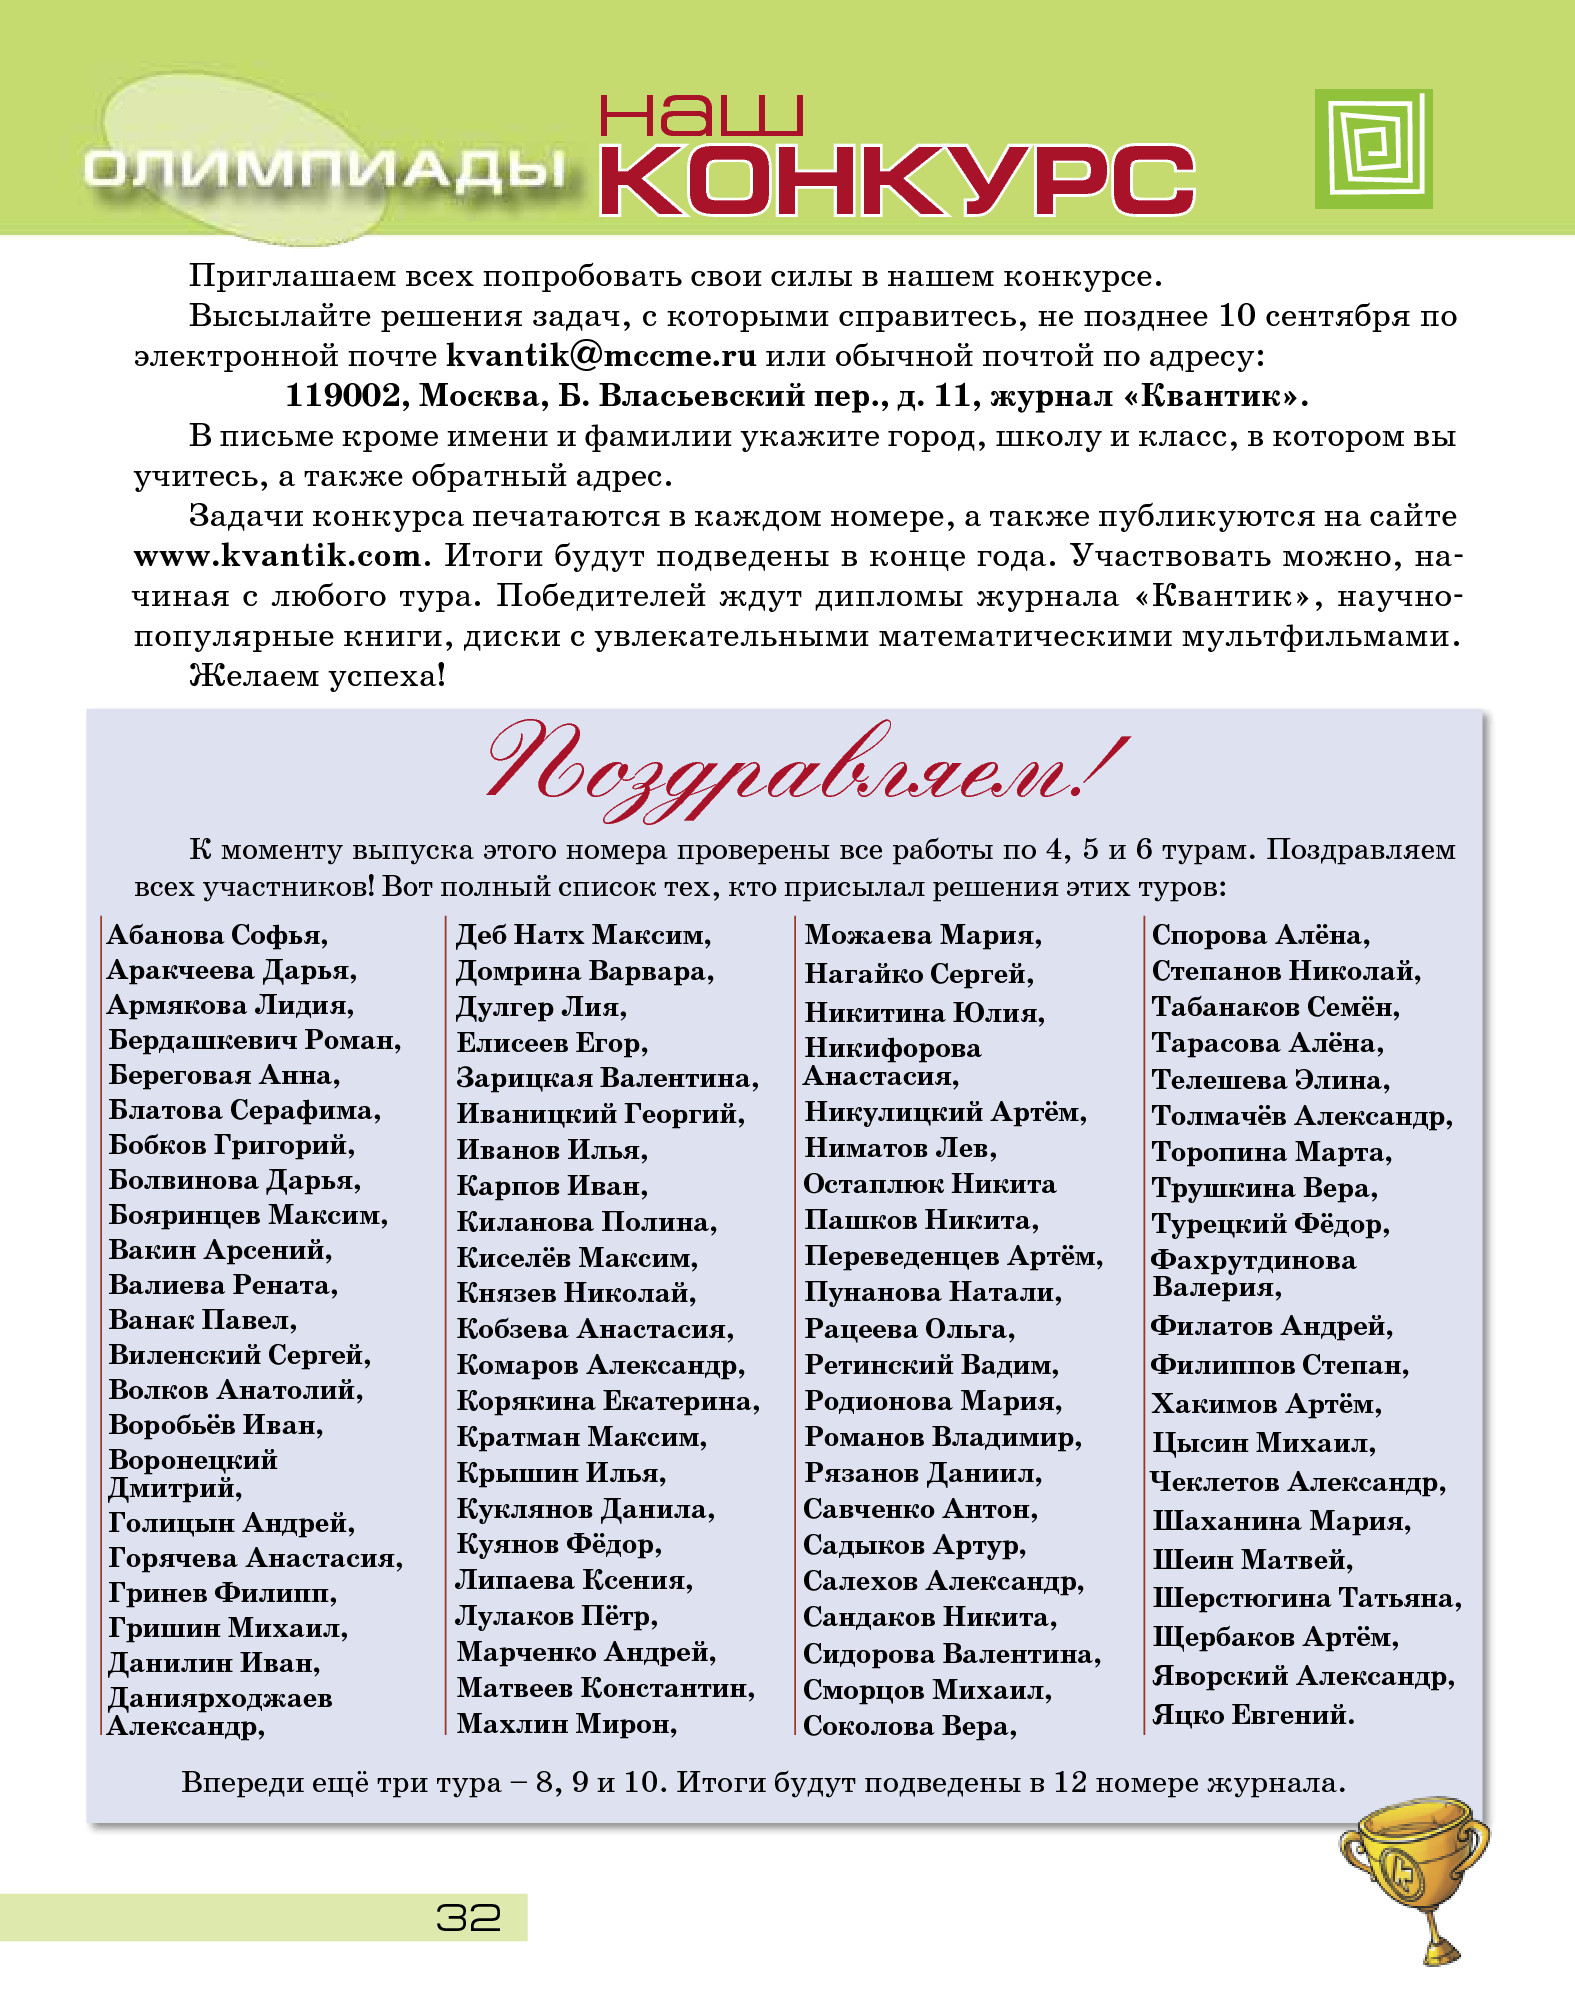 ОЛИМПИАДЫ
наш
КОНКУРС
Приглашаем всех попробовать свои силы в нашем конкурсе.
Высылайте решения задач, с которыми справитесь, не позднее 10 сентября по
электронной почте kvantik@mccme.ru или обычной почтой по адресу:
119002, Москва, Б. Власьевский пер., д. 11, журнал «Квантик».
В письме кроме имени и фамилии укажите город, школу и класс, в котором вы
учитесь, а также обратный адрес.
Задачи конкурса печатаются в каждом номере, а также публикуются на сайте
www.kvantik.com. Итоги будут подведены в конце года. Участвовать можно, на-
чиная с любого тура. Победителей ждут дипломы журнала «Квантик», научно-
популярные книги, диски с увлекательными математическими мультфильмами.
Желаем успеха!
Поздравляем!
К моменту выпуска этого номера проверены все работы по 4, 5 и 6 турам. Поздравляем
всех участников! Вот полный список тех, кто присылал решения этих туров:
Абанова Софья,
Аракчеева Дарья,
Армякова Лидия,
Бердашкевич Роман,
Береговая Анна,
Блатова Серафима,
Бобков Григорий,
Болвинова Дарья,
Бояринцев Максим,
Вакин Арсений,
Валиева Рената,
Ванак Павел,
Виленский Сергей,
Волков Анатолий,
Воробьёв Иван,
Воронецкий
Дмитрий,
Голицын Андрей,
Горячева Анастасия,
Гринев Филипп,
Гришин Михаил,
Данилин Иван,
Даниярходжаев
Александр,
Деб Натх Максим,
Домрина Варвара,
Дулгер Лия,
Елисеев Егор,
Зарицкая Валентина,
Иваницкий Георгий,
Иванов Илья,
Карпов Иван,
Киланова Полина,
Киселёв Максим,
Князев Николай,
Кобзева Анастасия,
Комаров Александр,
Корякина Екатерина,
Кратман Максим,
Крышин Илья,
Куклянов Данила,
Куянов Фёдор,
Липаева Ксения,
Лулаков Пётр,
Марченко Андрей,
Матвеев Константин,
Махлин Мирон,
Можаева Мария,
Нагайко Сергей,
Никитина Юлия,
Никифорова
Анастасия,
Никулицкий Артём,
Ниматов Лев,
Остаплюк Никита
Пашков Никита,
Переведенцев Артём,
Пунанова Натали,
Рацеева Ольга,
Ретинский Вадим,
Родионова Мария,
Романов Владимир,
Рязанов Даниил,
Савченко Антон,
Садыков Артур,
Салехов Александр,
Сандаков Никита,
Сидорова Валентина,
Сморцов Михаил,
Соколова Вера,
Спорова Алёна,
Степанов Николай,
Табанаков Семён,
Тарасова Алёна,
Телешева Элина,
Толмачёв Александр,
Торопина Марта,
Трушкина Вера,
Турецкий Фёдор,
Фахрутдинова
Валерия,
Филатов Андрей,
Филиппов Степан,
Хакимов Артём,
Цысин Михаил,
Чеклетов Александр,
Шаханина Мария,
Шеин Матвей,
Шерстюгина Татьяна,
Щербаков Артём,
Яворский Александр,
Яцко Евгений.
Впереди ещё три тура – 8, 9 и 10. Итоги будут подведены в 12 номере журнала.
32